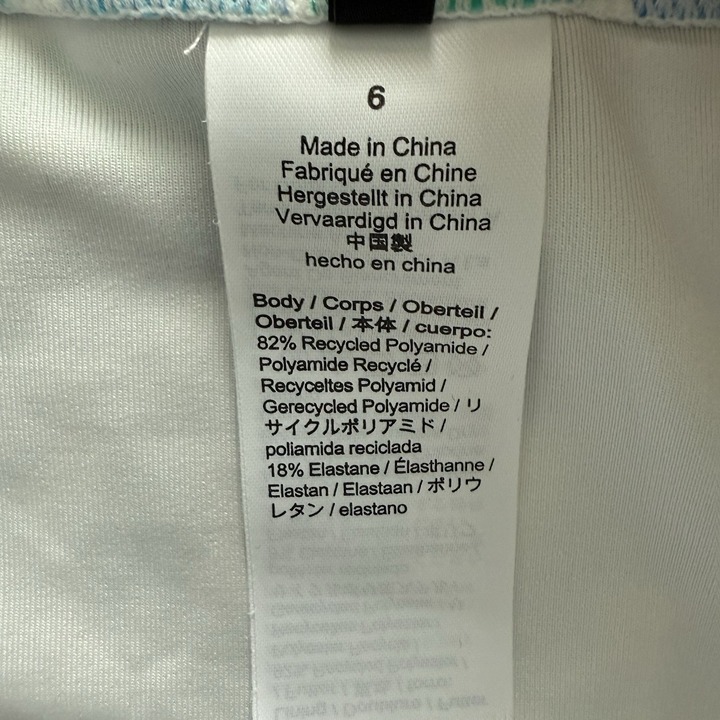 6
Made in China
Fabriqué en Chine
Hergestellt in China
Vervaardigd in China
中国製
hecho en china
Body / Corps / Oberteil /
Oberteil / 本体 / cuerpo:
82% Recycled Polyamide /
Polyamide Recyclé /
Recyceltes Polyamid /
Gerecycled Polyamide / リ
サイクルポリアミド /
poliamida reciclada
18% Elastane / Élasthanne /
Elastan / Elastaan / ポリウ
レタン / elastano